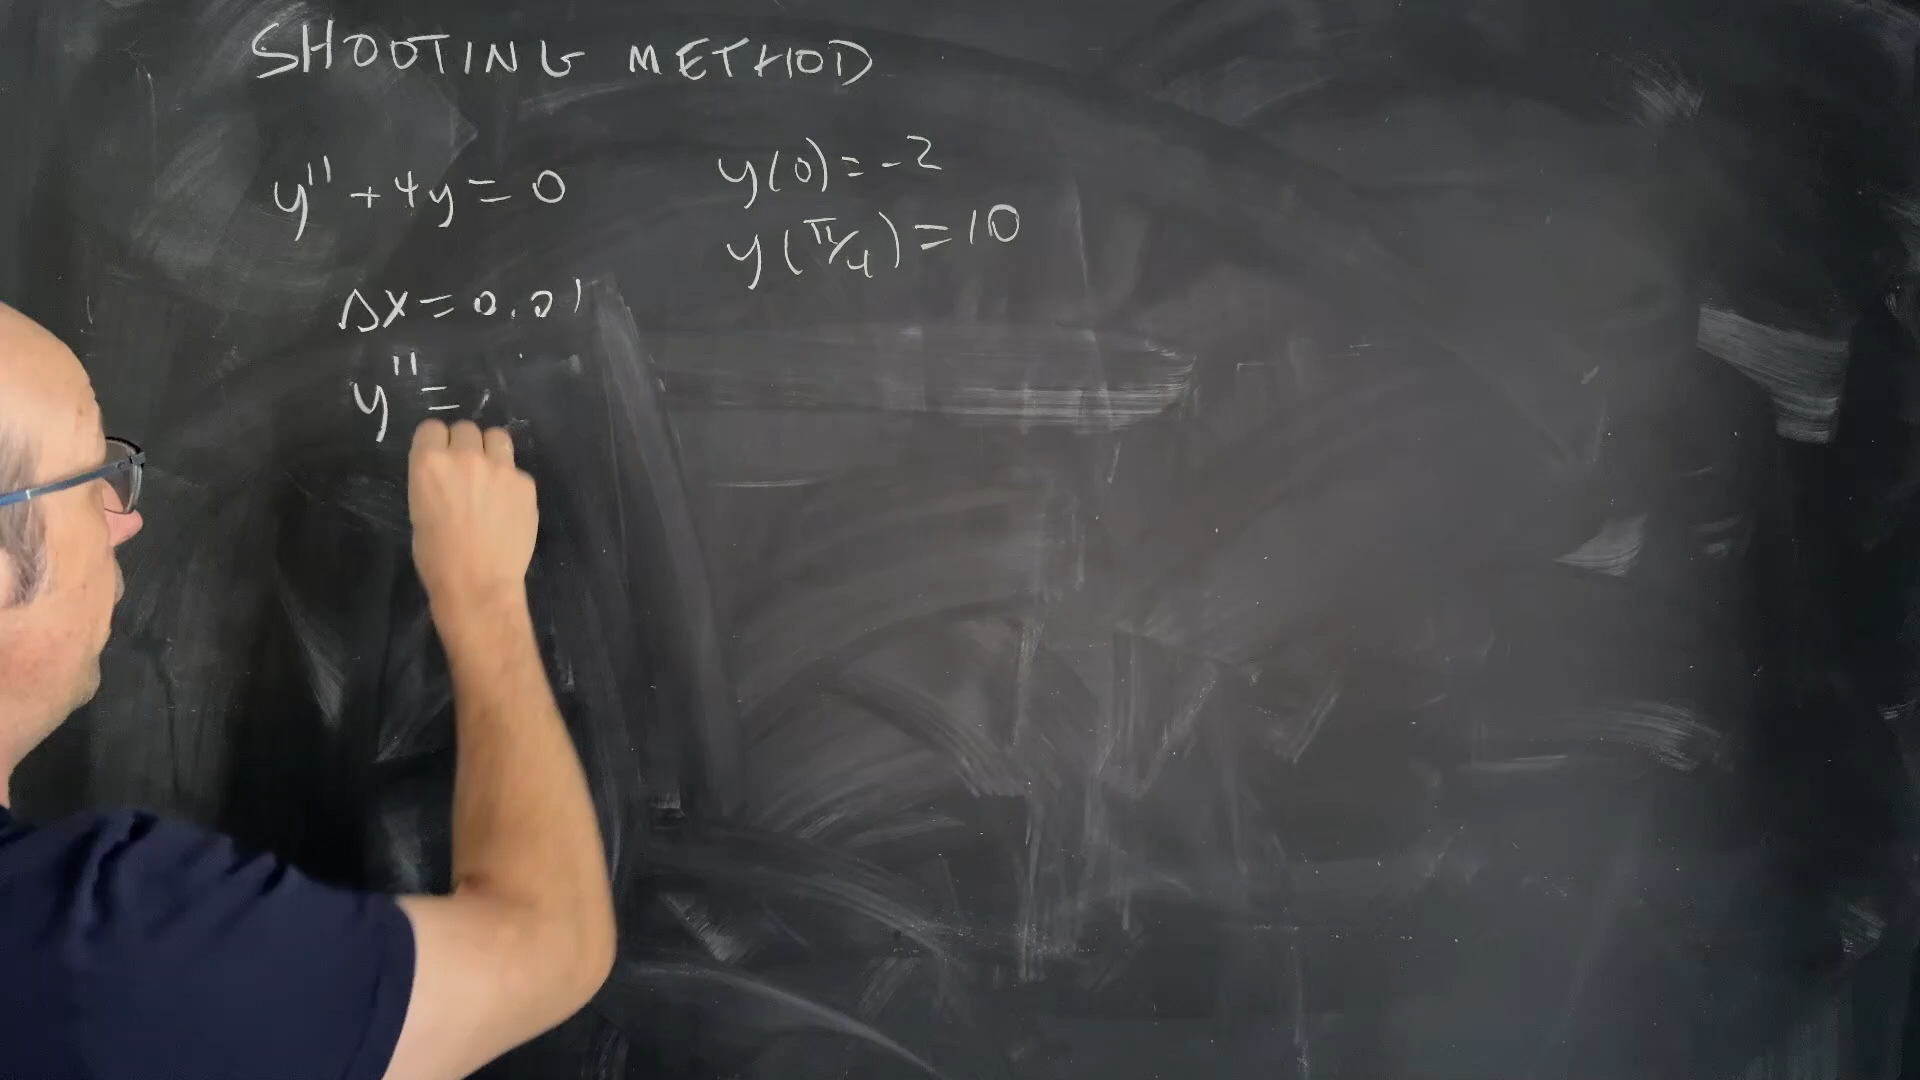 SHOOTING METHOD
y'' + 4y = 0
y(0) = -2
y(π/4) = 10
Δx = 0.01
y'' =